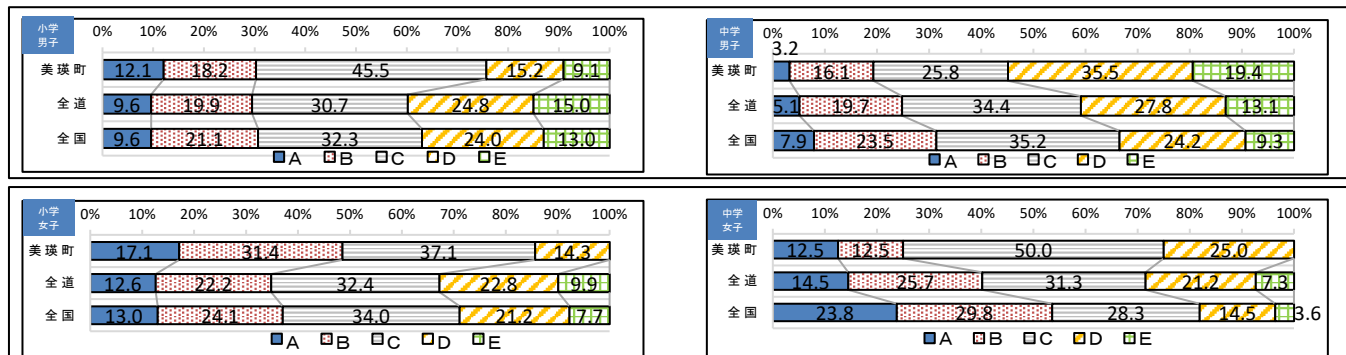 小学
男子
0% 10% 20% 30% 40% 50% 60% 70% 80% 90% 100%
美瑛町 12.1 18.2 45.5 15.2 9.1
全道 9.6 19.9 30.7 24.8 15.0
全国 9.6 21.1 32.3 24.0 13.0
A B C D E
中学
男子
0% 10% 20% 30% 40% 50% 60% 70% 80% 90% 100%
3.2
美瑛町 16.1 25.8 35.5 19.4
全道 5.1 19.7 34.4 27.8 13.1
全国 7.9 23.5 35.2 24.2 9.3
A B C D E
小学
女子
0% 10% 20% 30% 40% 50% 60% 70% 80% 90% 100%
美瑛町 17.1 31.4 37.1 14.3
全道 12.6 22.2 32.4 22.8 9.9
全国 13.0 24.1 34.0 21.2 7.7
A B C D E
中学
女子
0% 10% 20% 30% 40% 50% 60% 70% 80% 90% 100%
美瑛町 12.5 12.5 50.0 25.0
全道 14.5 25.7 31.3 21.2 7.3
全国 23.8 29.8 28.3 14.5 3.6
A B C D E